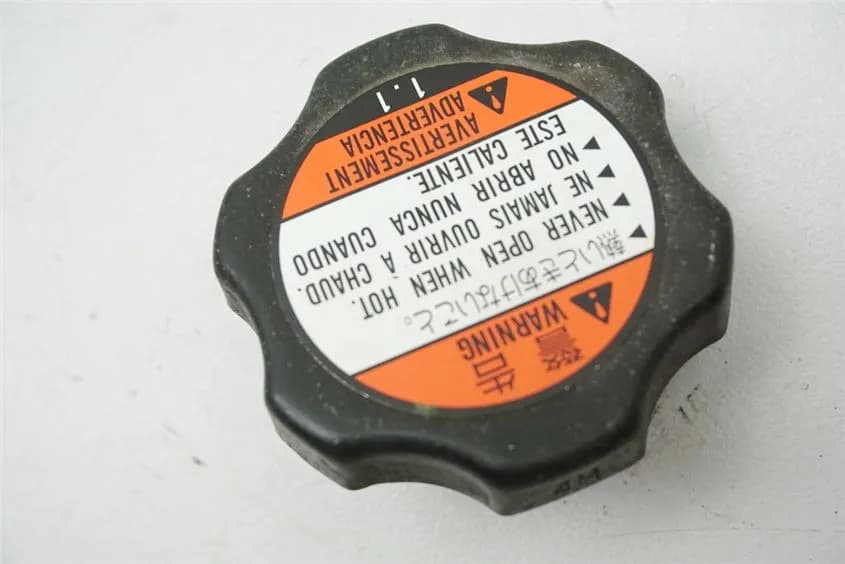 警告
WARNING
熱いときあけないこと。
NEVER OPEN WHEN HOT.
NE JAMAIS OUVRIR À CHAUD.
NO ABRIR NUNCA CUANDO
ESTE CALIENTE.
AVERTISSEMENT
ADVERTENCIA
1.1